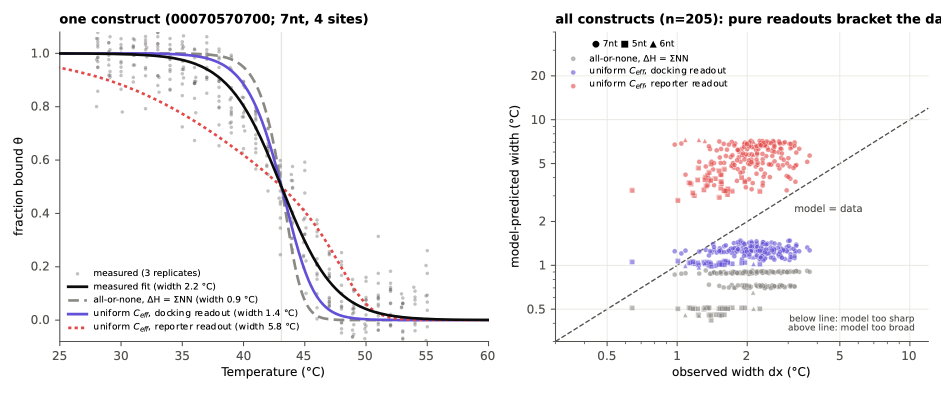 one construct (00070570700; 7nt, 4 sites)
1.0
0.8
0.6
0.4
0.2
0.0
fraction bound θ
measured (3 replicates)
measured fit (width 2.2 °C)
all-or-none, ΔH = ΣNN (width 0.9 °C)
uniform Ceff, docking readout (width 1.4 °C)
uniform Ceff, reporter readout (width 5.8 °C)
25 30 35 40 45 50 55 60
Temperature (°C)
all constructs (n=205): pure readouts bracket the da
7nt 5nt 6nt
all-or-none, ΔH = ΣNN
uniform Ceff, docking readout
uniform Ceff, reporter readout
20
10
5
2
1
0.5
model-predicted width (°C)
model = data
below line: model too sharp
above line: model too broad
0.5 1 2 5 10
observed width dx (°C)